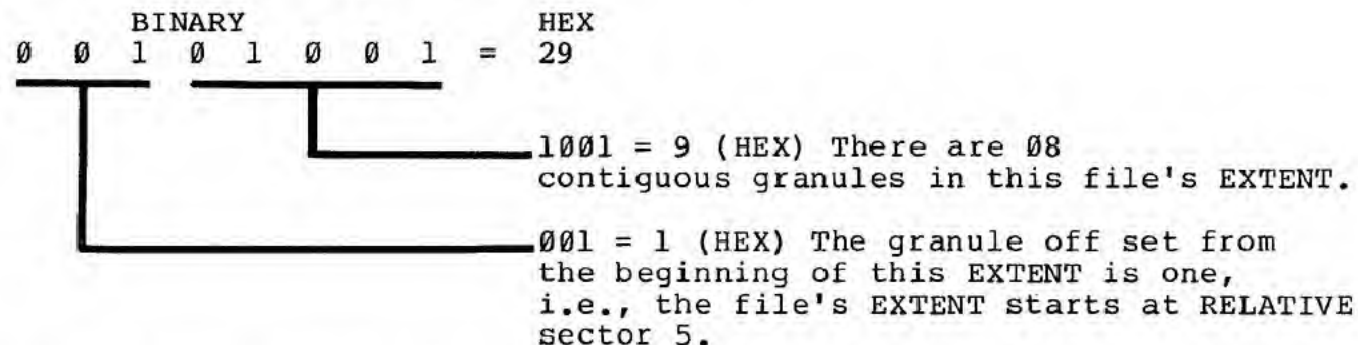 BINARY HEX
Ø Ø 1 Ø 1 Ø Ø 1 = 29
1ØØ1 = 9 (HEX) There are Ø8
contiguous granules in this file's EXTENT.
ØØ1 = 1 (HEX) The granule off set from
the beginning of this EXTENT is one,
i.e., the file's EXTENT starts at RELATIVE
sector 5.